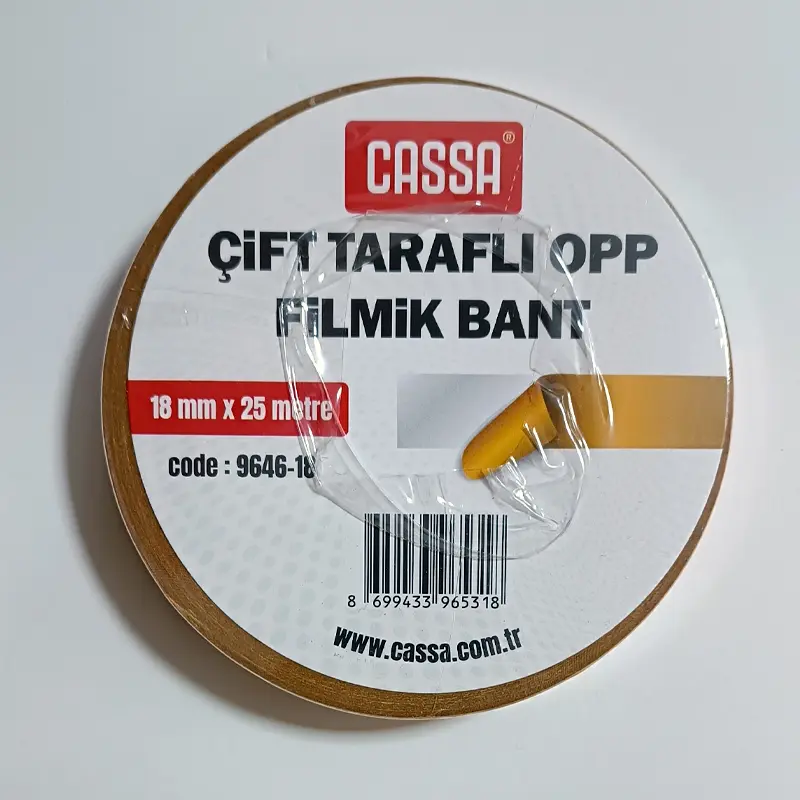 CASSA®
ÇİFT TARAFLI OPP
FİLMİK BANT
18 mm x 25 metre
code : 9646-18
8 699433 965318
www.cassa.com.tr